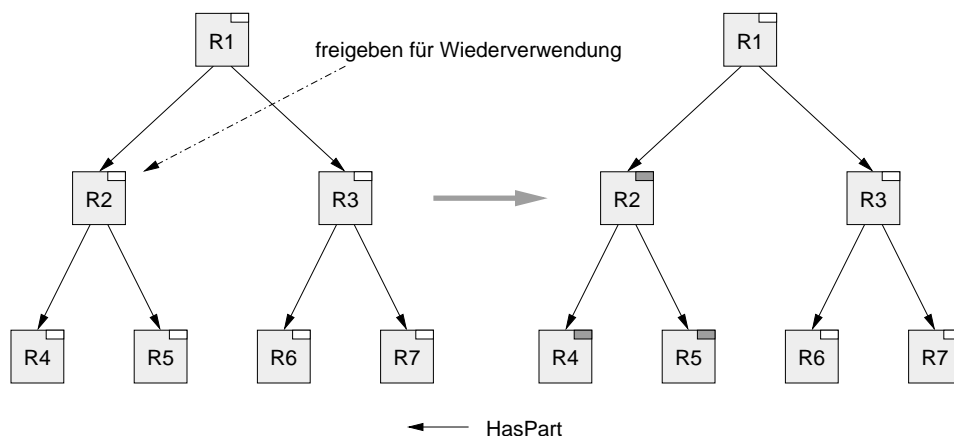 R1 R1
freigeben für Wiederverwendung
R2 R3 R2 R3
R4 R5 R6 R7 R4 R5 R6 R7
HasPart